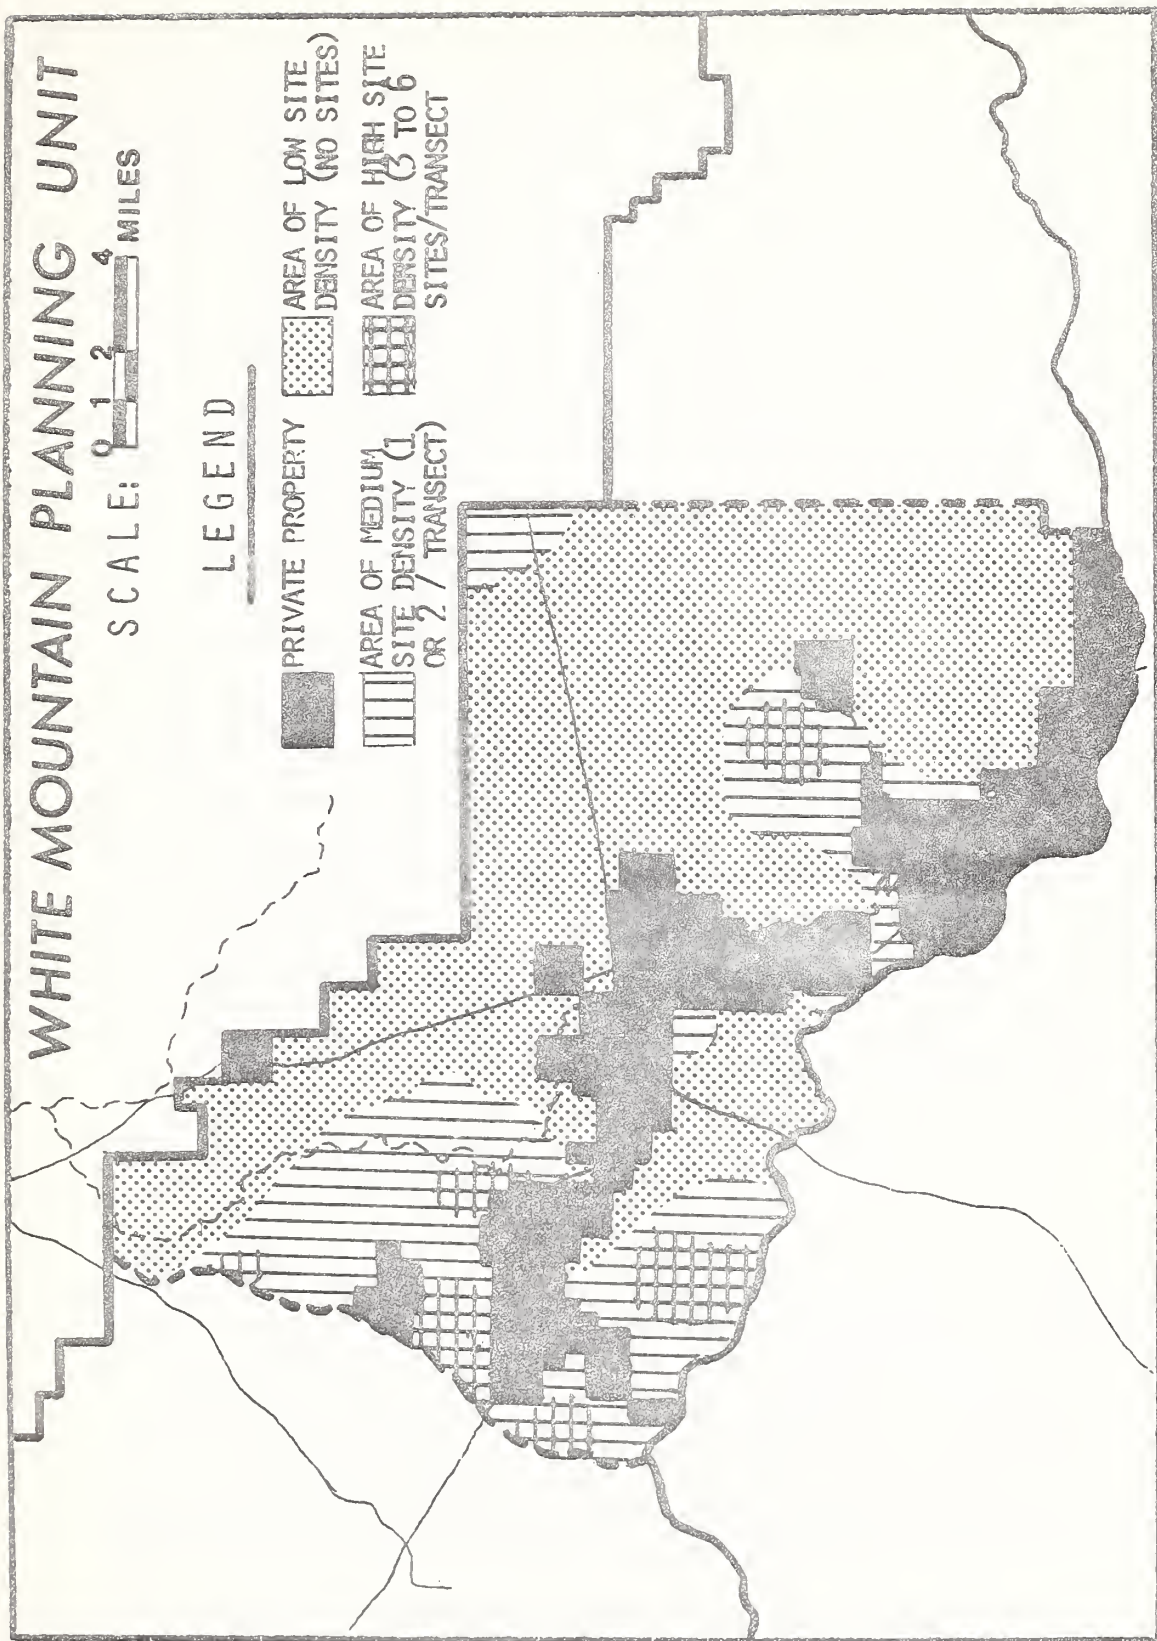 WHITE MOUNTAIN PLANNING UNIT
SCALE: 0 1 2 4 MILES
LEGEND
PRIVATE PROPERTY
AREA OF LOW SITE
DENSITY (NO SITES)
AREA OF MEDIUM
SITE DENSITY (1
OR 2 / TRANSECT)
AREA OF HIGH SITE
DENSITY (3 TO 6
SITES/TRANSECT